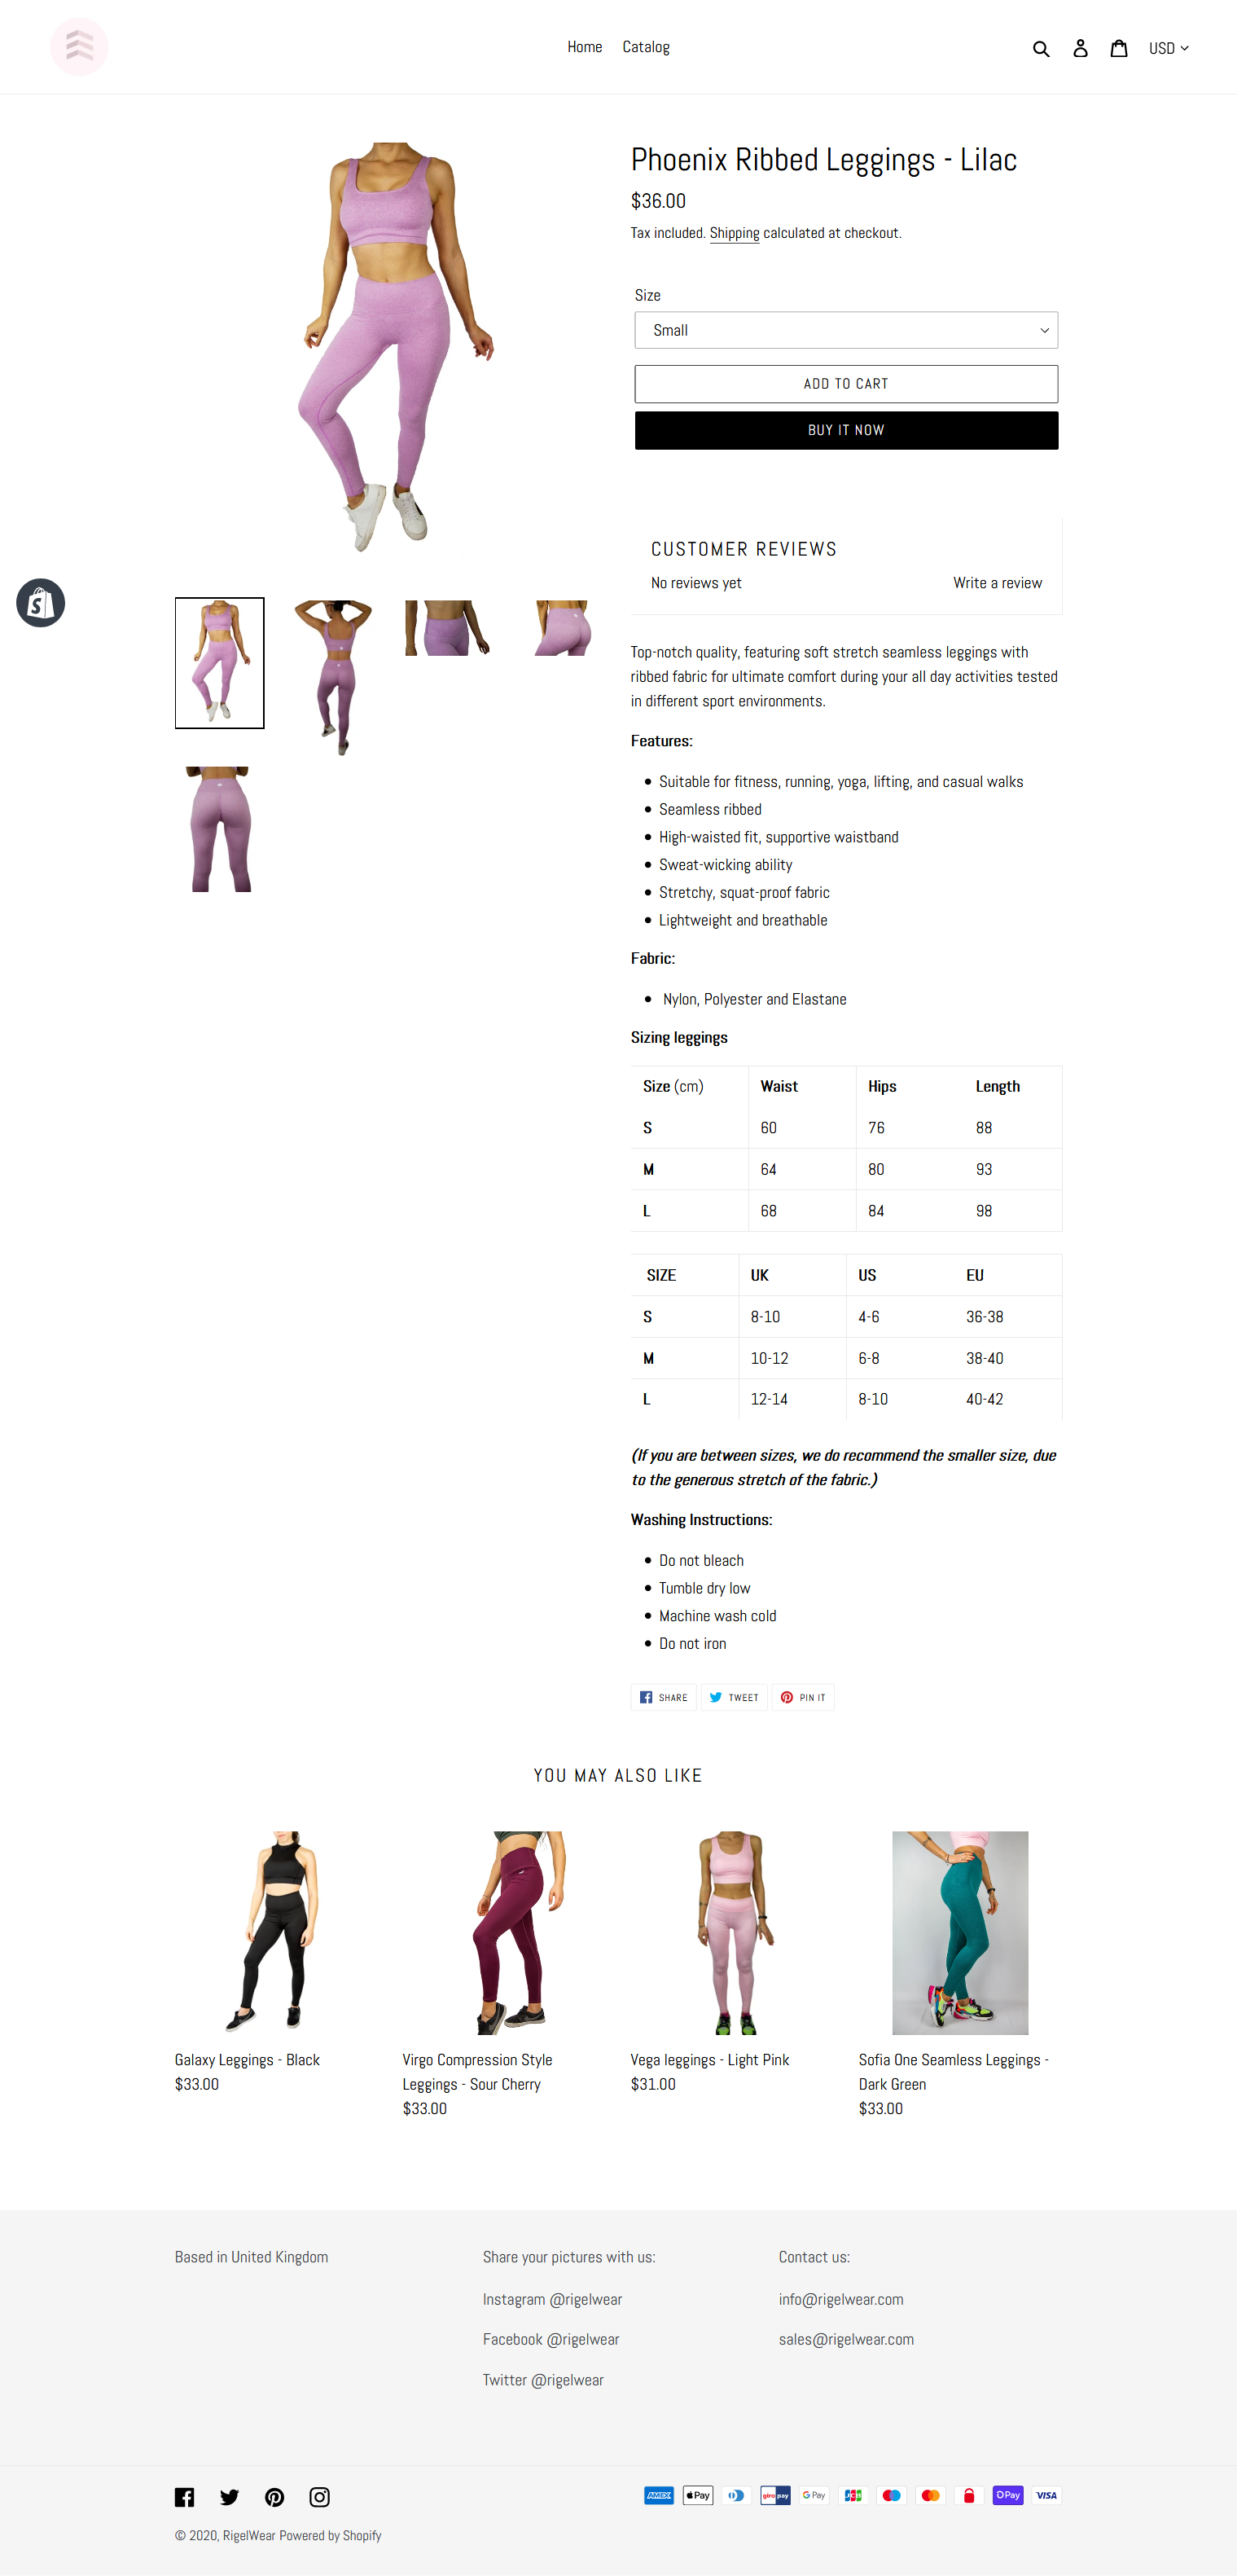 Home Catalog
USD
Phoenix Ribbed Leggings - Lilac
$36.00
Tax included. Shipping calculated at checkout.
Size
Small
ADD TO CART
BUY IT NOW
CUSTOMER REVIEWS
No reviews yet Write a review
Top-notch quality, featuring soft stretch seamless leggings with
ribbed fabric for ultimate comfort during your all day activities tested
in different sport environments.
Features:
Suitable for fitness, running, yoga, lifting, and casual walks
Seamless ribbed
High-waisted fit, supportive waistband
Sweat-wicking ability
Stretchy, squat-proof fabric
Lightweight and breathable
Fabric:
Nylon, Polyester and Elastane
Sizing leggings
Size (cm) Waist Hips Length
S 60 76 88
M 64 80 93
L 68 84 98
SIZE UK US EU
S 8-10 4-6 36-38
M 10-12 6-8 38-40
L 12-14 8-10 40-42
(If you are between sizes, we do recommend the smaller size, due
to the generous stretch of the fabric.)
Washing Instructions:
Do not bleach
Tumble dry low
Machine wash cold
Do not iron
SHARE TWEET PIN IT
YOU MAY ALSO LIKE
Galaxy Leggings - Black
$33.00
Virgo Compression Style
Leggings - Sour Cherry
$33.00
Vega leggings - Light Pink
$31.00
Sofia One Seamless Leggings -
Dark Green
$33.00
Based in United Kingdom
Share your pictures with us:
Instagram @rigelwear
Facebook @rigelwear
Twitter @rigelwear
Contact us:
info@rigelwear.com
sales@rigelwear.com
AMEX Pay giro pay G Pay JCB Pay VISA
© 2020, RigelWear Powered by Shopify